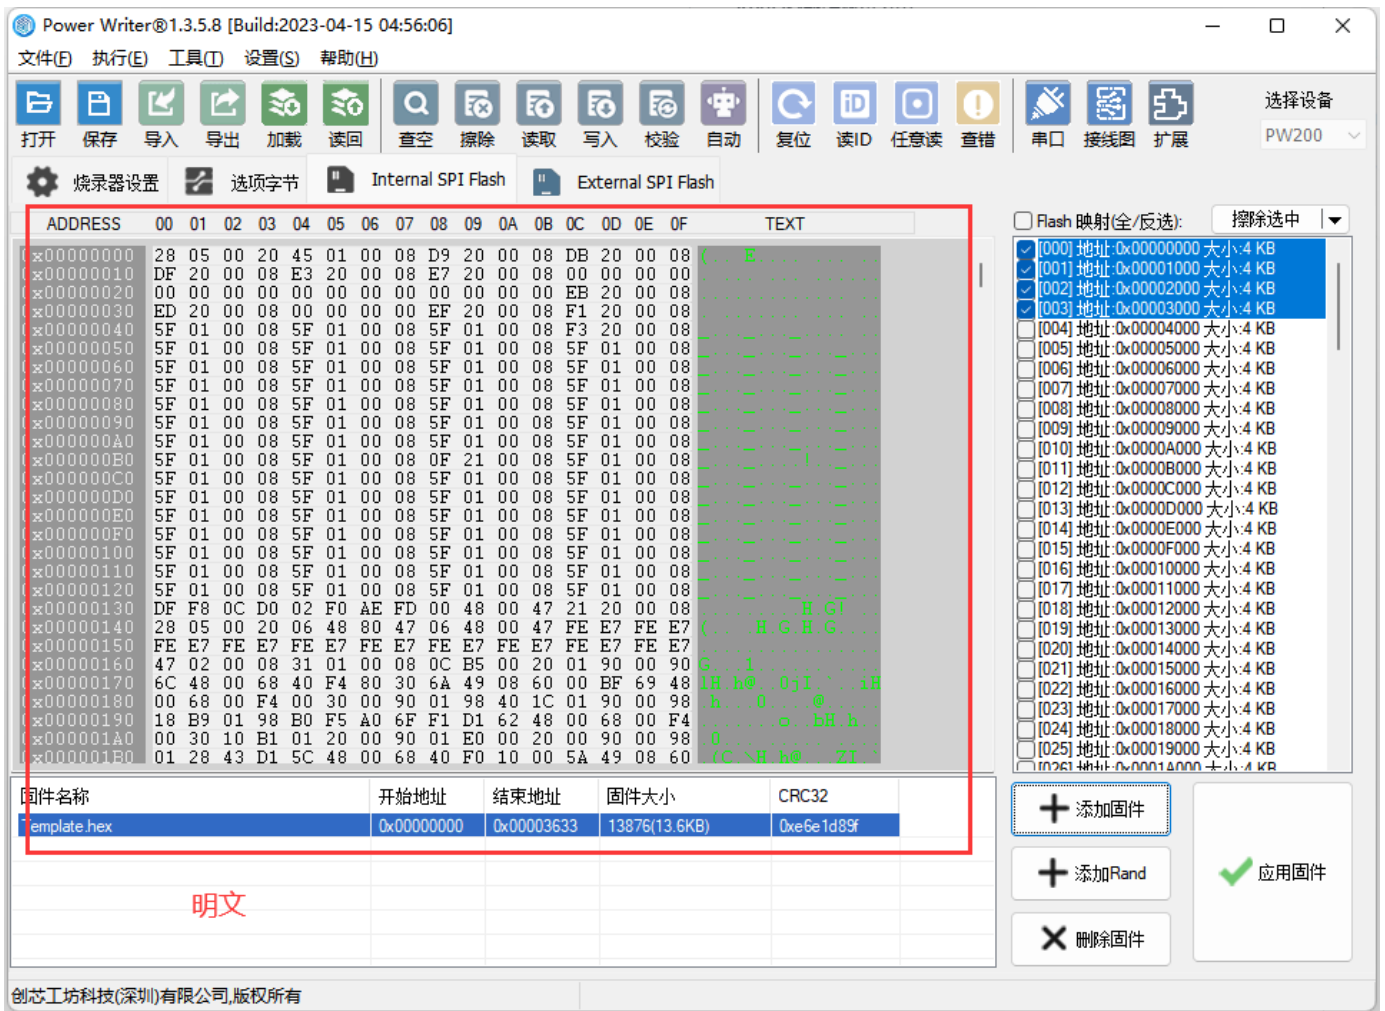 Power Writer®1.3.5.8 [Build:2023-04-15 04:56:06]
文件(F) 执行(E) 工具(T) 设置(S) 帮助(H)
打开 保存 导入 导出 加载 读回 查空 擦除 读取 写入 校验 自动 复位 读ID 任意读 查错 串口 接线图 扩展
选择设备
PW200
烧录器设置 选项字节 Internal SPI Flash External SPI Flash
ADDRESS 00 01 02 03 04 05 06 07 08 09 0A 0B 0C 0D 0E 0F TEXT
0x00000000 28 05 00 20 45 01 00 08 D9 20 00 08 DB 20 00 08
0x00000010 DF 20 00 08 E3 20 00 08 E7 20 00 08 00 00 00 00
0x00000020 00 00 00 00 00 00 00 00 00 00 00 00 EB 20 00 08
0x00000030 ED 20 00 08 00 00 00 00 EF 20 00 08 F1 20 00 08
0x00000040 5F 01 00 08 5F 01 00 08 5F 01 00 08 F3 20 00 08
0x00000050 5F 01 00 08 5F 01 00 08 5F 01 00 08 5F 01 00 08
0x00000060 5F 01 00 08 5F 01 00 08 5F 01 00 08 5F 01 00 08
0x00000070 5F 01 00 08 5F 01 00 08 5F 01 00 08 5F 01 00 08
0x00000080 5F 01 00 08 5F 01 00 08 5F 01 00 08 5F 01 00 08
0x00000090 5F 01 00 08 5F 01 00 08 5F 01 00 08 5F 01 00 08
0x000000A0 5F 01 00 08 5F 01 00 08 5F 01 00 08 5F 01 00 08
0x000000B0 5F 01 00 08 5F 01 00 08 0F 21 00 08 5F 01 00 08
0x000000C0 5F 01 00 08 5F 01 00 08 5F 01 00 08 5F 01 00 08
0x000000D0 5F 01 00 08 5F 01 00 08 5F 01 00 08 5F 01 00 08
0x000000E0 5F 01 00 08 5F 01 00 08 5F 01 00 08 5F 01 00 08
0x000000F0 5F 01 00 08 5F 01 00 08 5F 01 00 08 5F 01 00 08
0x00000100 5F 01 00 08 5F 01 00 08 5F 01 00 08 5F 01 00 08
0x00000110 5F 01 00 08 5F 01 00 08 5F 01 00 08 5F 01 00 08
0x00000120 5F 01 00 08 5F 01 00 08 5F 01 00 08 5F 01 00 08
0x00000130 DF F8 0C D0 02 F0 AE FD 00 48 00 47 21 20 00 08
0x00000140 28 05 00 20 06 48 80 47 06 48 00 47 FE E7 FE E7
0x00000150 FE E7 FE E7 FE E7 FE E7 FE E7 FE E7 FE E7 FE E7
0x00000160 47 02 00 08 31 01 00 08 0C B5 00 20 01 90 00 90
0x00000170 6C 48 00 68 40 F4 80 30 6A 49 08 60 00 BF 69 48
0x00000180 00 68 00 F4 00 30 00 90 01 98 40 1C 01 90 00 98
0x00000190 18 B9 01 98 B0 F5 A0 6F F1 D1 62 48 00 68 00 F4
0x000001A0 00 30 10 B1 01 20 00 90 01 E0 00 20 00 90 00 98
0x000001B0 01 28 43 D1 5C 48 00 68 40 F0 10 00 5A 49 08 60
Flash 映射(全/反选): 擦除选中
[000] 地址:0x00000000 大小:4 KB
[001] 地址:0x00001000 大小:4 KB
[002] 地址:0x00002000 大小:4 KB
[003] 地址:0x00003000 大小:4 KB
[004] 地址:0x00004000 大小:4 KB
[005] 地址:0x00005000 大小:4 KB
[006] 地址:0x00006000 大小:4 KB
[007] 地址:0x00007000 大小:4 KB
[008] 地址:0x00008000 大小:4 KB
[009] 地址:0x00009000 大小:4 KB
[010] 地址:0x0000A000 大小:4 KB
[011] 地址:0x0000B000 大小:4 KB
[012] 地址:0x0000C000 大小:4 KB
[013] 地址:0x0000D000 大小:4 KB
[014] 地址:0x0000E000 大小:4 KB
[015] 地址:0x0000F000 大小:4 KB
[016] 地址:0x00010000 大小:4 KB
[017] 地址:0x00011000 大小:4 KB
[018] 地址:0x00012000 大小:4 KB
[019] 地址:0x00013000 大小:4 KB
[020] 地址:0x00014000 大小:4 KB
[021] 地址:0x00015000 大小:4 KB
[022] 地址:0x00016000 大小:4 KB
[023] 地址:0x00017000 大小:4 KB
[024] 地址:0x00018000 大小:4 KB
[025] 地址:0x00019000 大小:4 KB
[026] 地址:0x0001A000 大小:4 KB
固件名称 开始地址 结束地址 固件大小 CRC32
Template.hex 0x00000000 0x00003633 13876(13.6KB) 0xe6e1d89f
明文
添加固件
添加Rand
删除固件
应用固件
创芯工坊科技(深圳)有限公司,版权所有